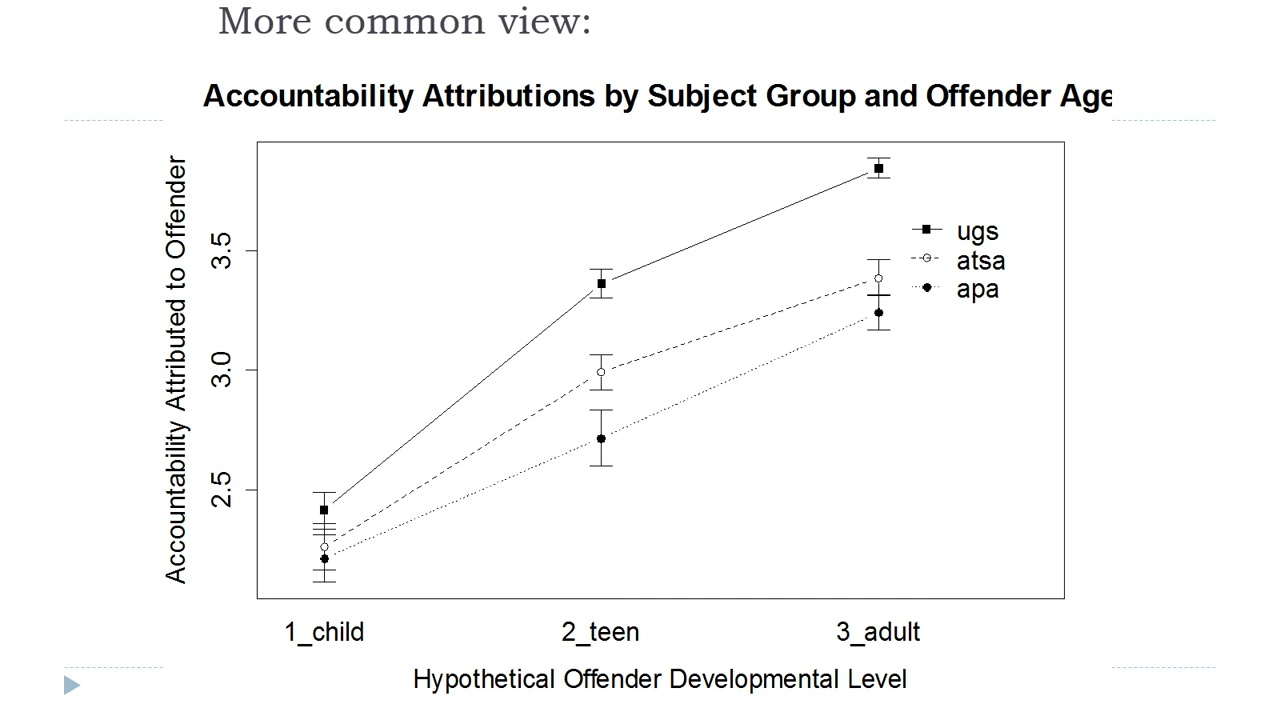 More common view:
Accountability Attributions by Subject Group and Offender Age
Accountability Attributed to Offender
3.5
3.0
2.5
ugs
atsa
apa
1_child 2_teen 3_adult
Hypothetical Offender Developmental Level